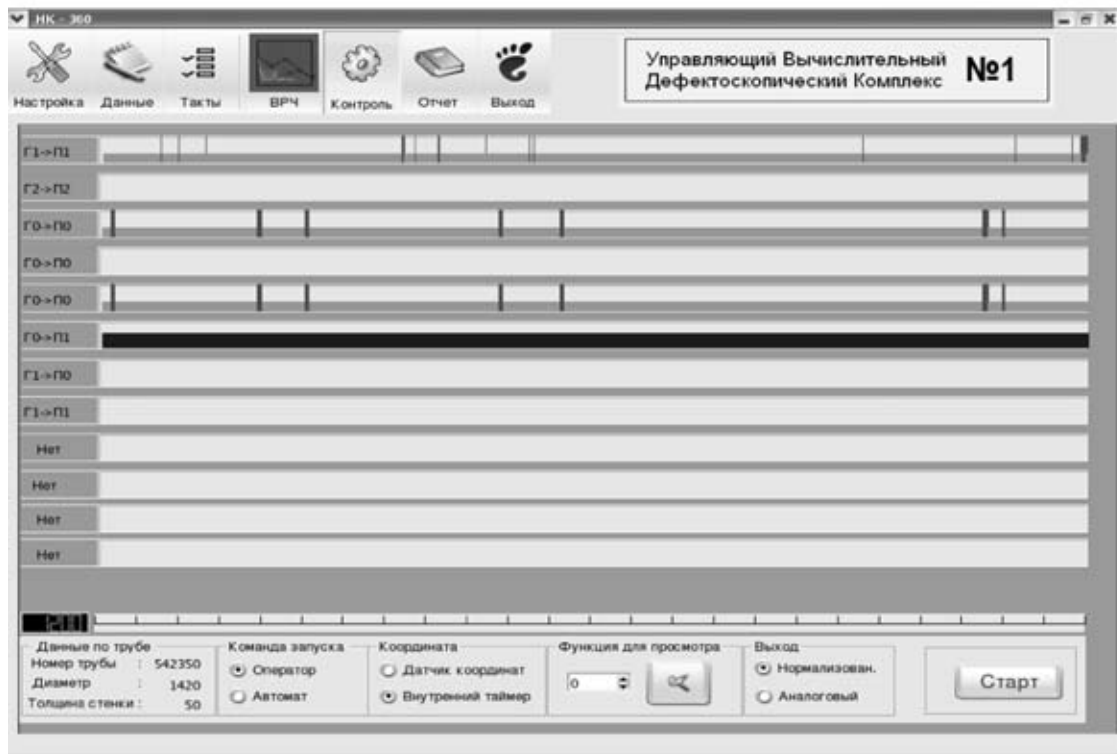 НК - 360
Настройка Данные Такты ВРЧ Контроль Отчет Выход
Управляющий Вычислительный
Дефектоскопический Комплекс
№1
Г1->П1
Г2->П2
Г0->П0
Г0->П0
Г0->П0
Г0->П1
Г1->П0
Г1->П1
Нет
Нет
Нет
Нет
Данные по трубе
Номер трубы : 542350
Диаметр : 1420
Толщина стенки : 50
Команда запуска
Оператор
Автомат
Координата
Датчик координат
Внутренний таймер
Функция для просмотра
0
Выход
Нормализован.
Аналоговый
Старт